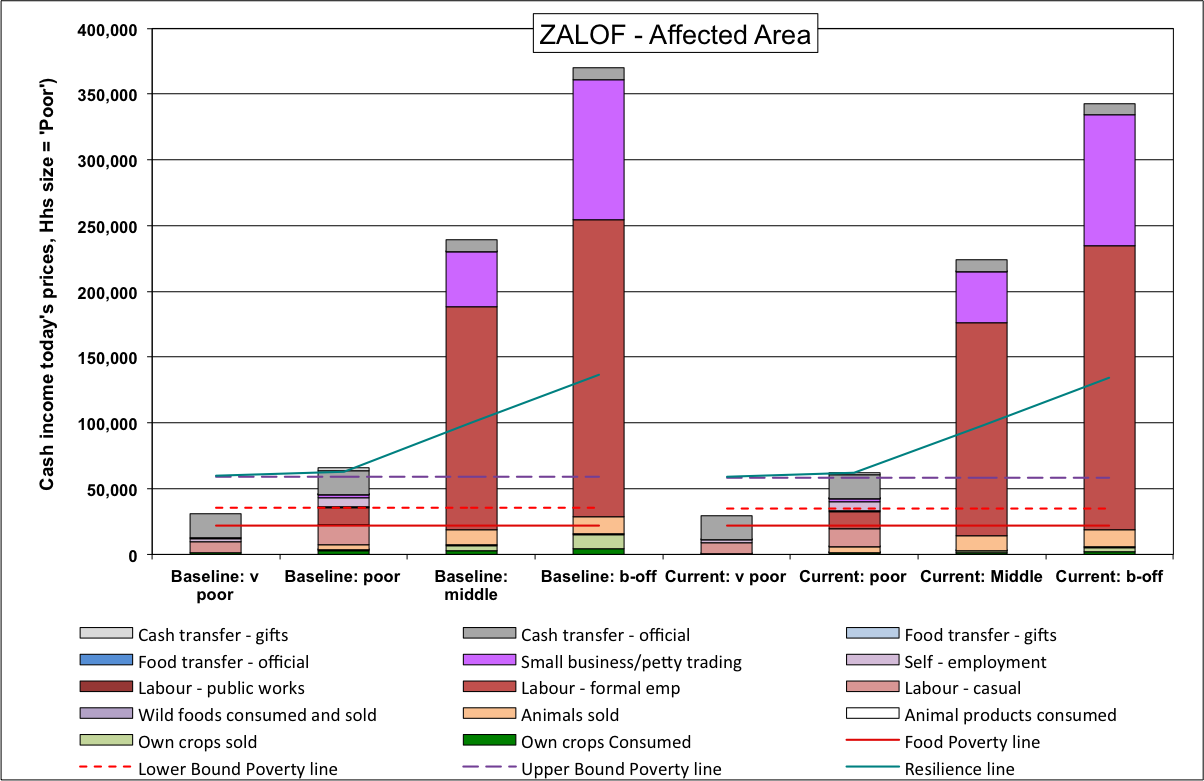 ZALOF - Affected Area
Cash income today's prices, Hhs size = 'Poor')
400,000
350,000
300,000
250,000
200,000
150,000
100,000
50,000
0
Baseline: v poor
Baseline: poor
Baseline: middle
Baseline: b-off
Current: v poor
Current: poor
Current: Middle
Current: b-off
Cash transfer - gifts
Cash transfer - official
Food transfer - gifts
Food transfer - official
Small business/petty trading
Self - employment
Labour - public works
Labour - formal emp
Labour - casual
Wild foods consumed and sold
Animals sold
Animal products consumed
Own crops sold
Own crops Consumed
Food Poverty line
Lower Bound Poverty line
Upper Bound Poverty line
Resilience line